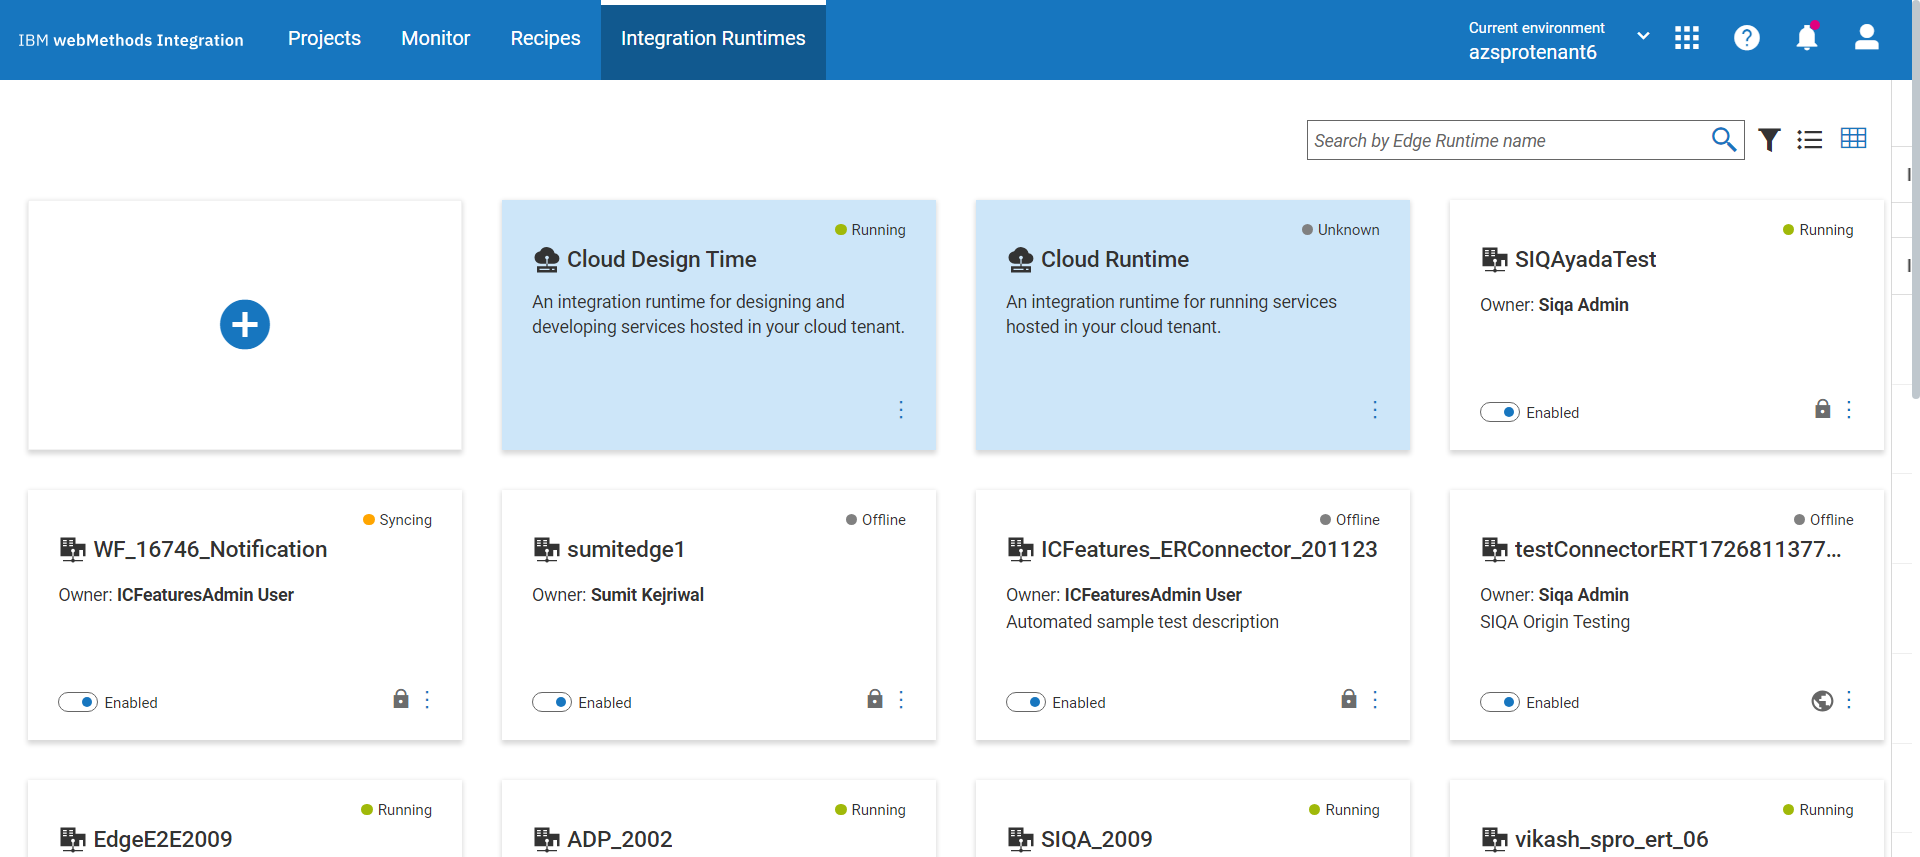 IBM webMethods Integration
Projects
Monitor
Recipes
Integration Runtimes
Current environment
azsprotenant6
Search by Edge Runtime name
Running
Cloud Design Time
An integration runtime for designing and
developing services hosted in your cloud tenant.
Unknown
Cloud Runtime
An integration runtime for running services
hosted in your cloud tenant.
Running
SIQAyadaTest
Owner: Siqa Admin
Enabled
Syncing
WF_16746_Notification
Owner: ICFeaturesAdmin User
Enabled
Offline
sumitedge1
Owner: Sumit Kejriwal
Enabled
Offline
ICFeatures_ERConnector_201123
Owner: ICFeaturesAdmin User
Automated sample test description
Enabled
Offline
testConnectorERT1726811377...
Owner: Siqa Admin
SIQA Origin Testing
Enabled
Running
EdgeE2E2009
Running
ADP_2002
Running
SIQA_2009
Running
vikash_spro_ert_06